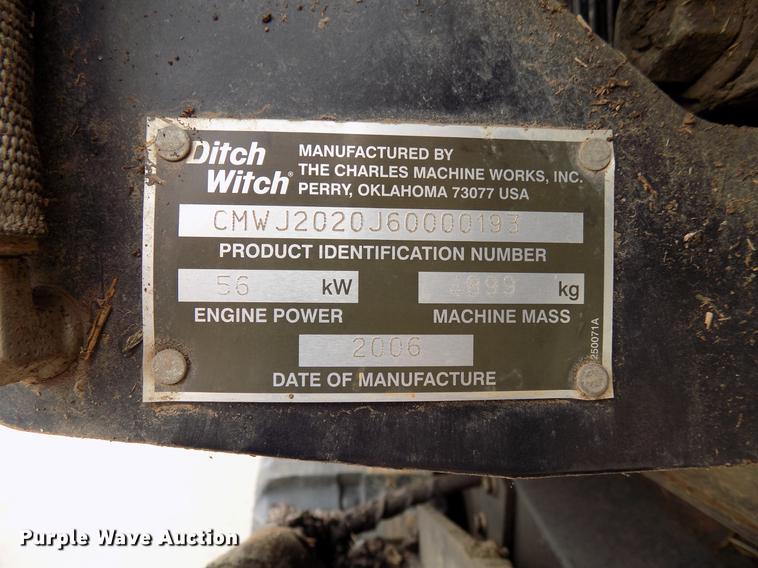 Ditch Witch®
MANUFACTURED BY
THE CHARLES MACHINE WORKS, INC.
PERRY, OKLAHOMA 73077 USA
CMWJ2020J60000193
PRODUCT IDENTIFICATION NUMBER
56 kW
ENGINE POWER
kg
MACHINE MASS
2006
DATE OF MANUFACTURE
250071A
Purple Wave Auction